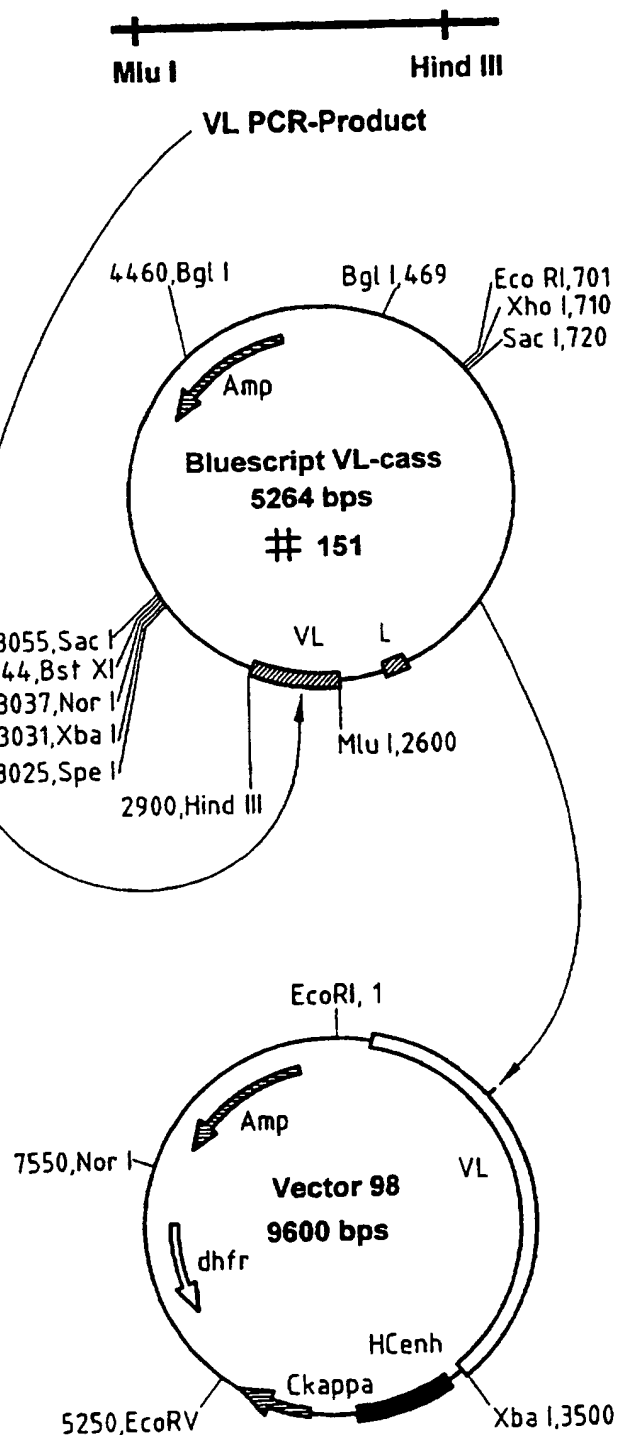 Mlu I
Hind III
VL PCR-Product
4460,Bgl I
Bgl I,469
Eco RI,701
Xho I,710
Sac I,720
Amp
Bluescript VL-cass
5264 bps
# 151
3055,Sac I
44,Bst XI
3037,Nor I
3031,Xba I
3025,Spe I
VL
L
Mlu I,2600
2900,Hind III
EcoRI, 1
Amp
7550,Nor I
VL
Vector 98
9600 bps
dhfr
HCenh
Ckappa
5250,EcoRV
Xba I,3500